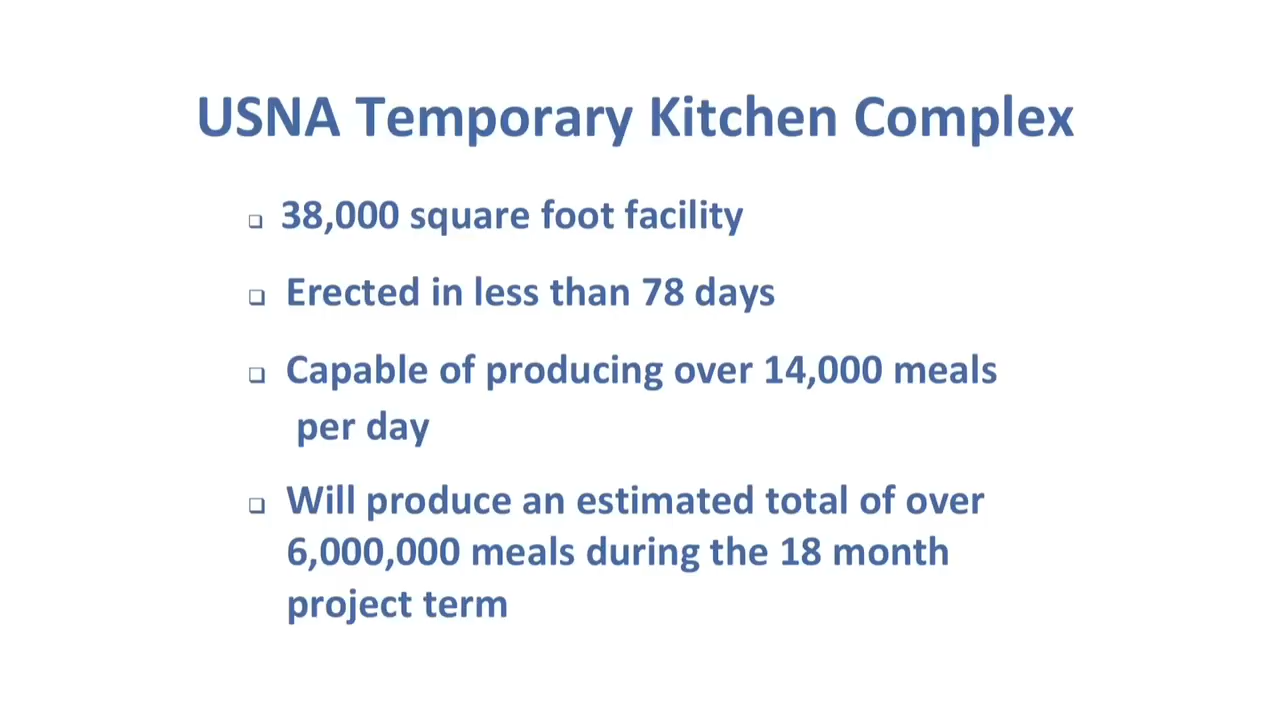 USNA Temporary Kitchen Complex
❑ 38,000 square foot facility
❑ Erected in less than 78 days
❑ Capable of producing over 14,000 meals
per day
❑ Will produce an estimated total of over
6,000,000 meals during the 18 month
project term